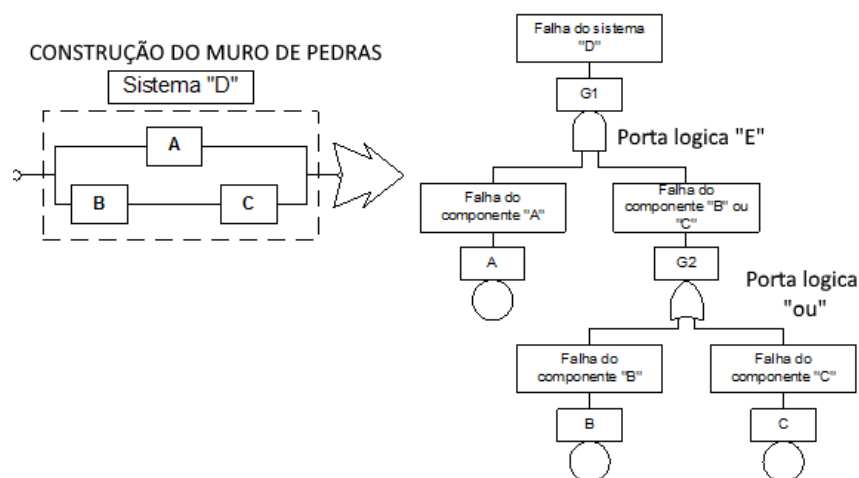 CONSTRUÇÃO DO MURO DE PEDRAS
Sistema "D"
A
B
C
Falha do sistema
"D"
G1
Porta logica "E"
Falha do
componente "A"
A
Falha do
componente "B" ou
"C"
G2
Porta logica
"ou"
Falha do
componente "B"
B
Falha do
componente "C"
C